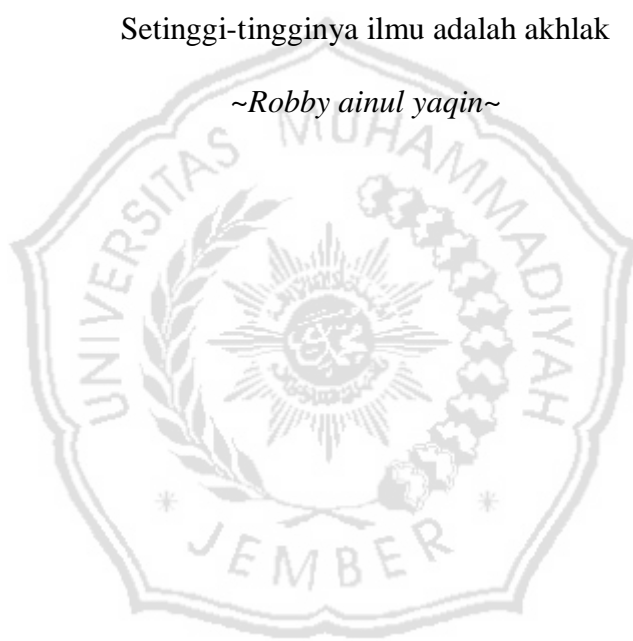 Setinggi-tingginya ilmu adalah akhlak
~Robby ainul yaqin~
UNIVERSITAS MUHAMMADIYAH
JEMBER